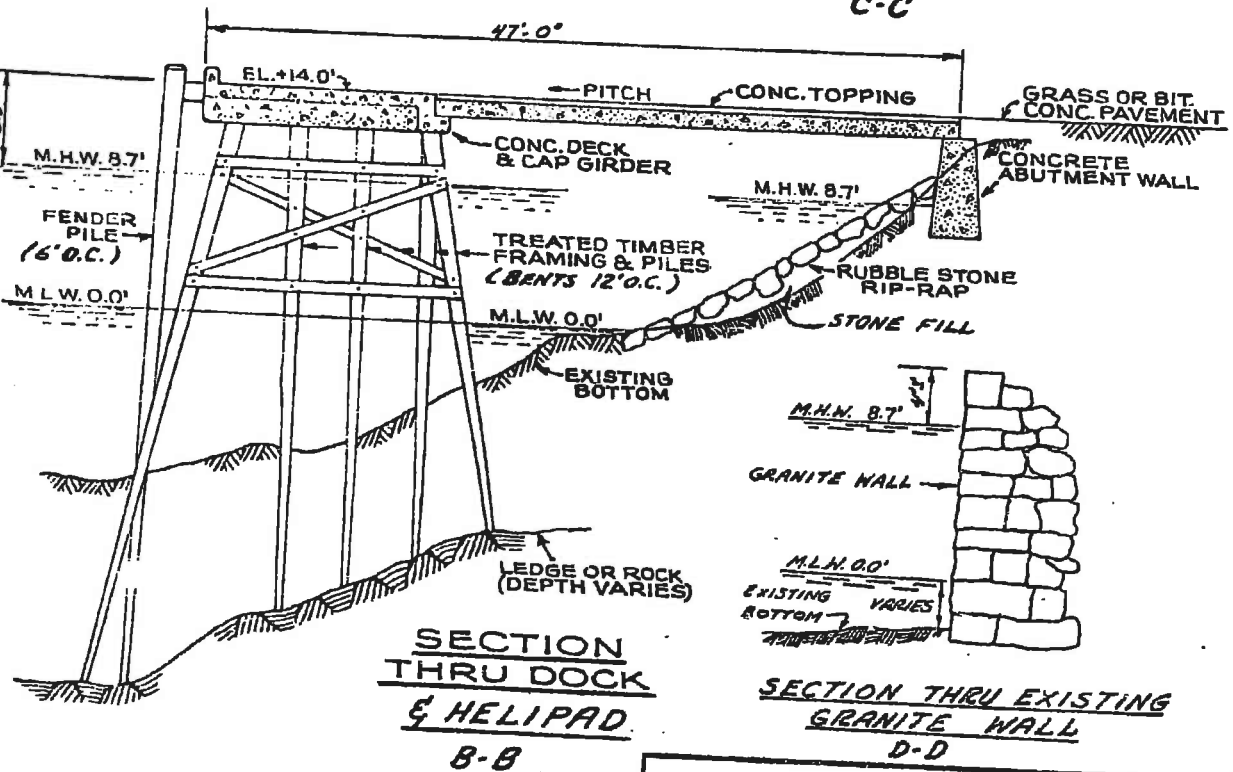 C-C
47'-0"
EL.+14.0'
PITCH
CONC. TOPPING
GRASS OR BIT.
CONC. PAVEMENT
CONC. DECK
& CAP GIRDER
CONCRETE
ABUTMENT WALL
M.H.W. 8.7'
M.H.W. 8.7'
FENDER
PILE
(6' O.C.)
TREATED TIMBER
FRAMING & PILES
(BENTS 12' O.C.)
RUBBLE STONE
RIP-RAP
STONE FILL
M.L.W. 0.0'
M.L.W. 0.0'
EXISTING
BOTTOM
M.H.W. 8.7'
GRANITE WALL
M.L.W. 0.0'
EXISTING
BOTTOM
VARIES
LEDGE OR ROCK
(DEPTH VARIES)
SECTION
THRU DOCK
& HELIPAD
B-B
SECTION THRU EXISTING
GRANITE WALL
D-D